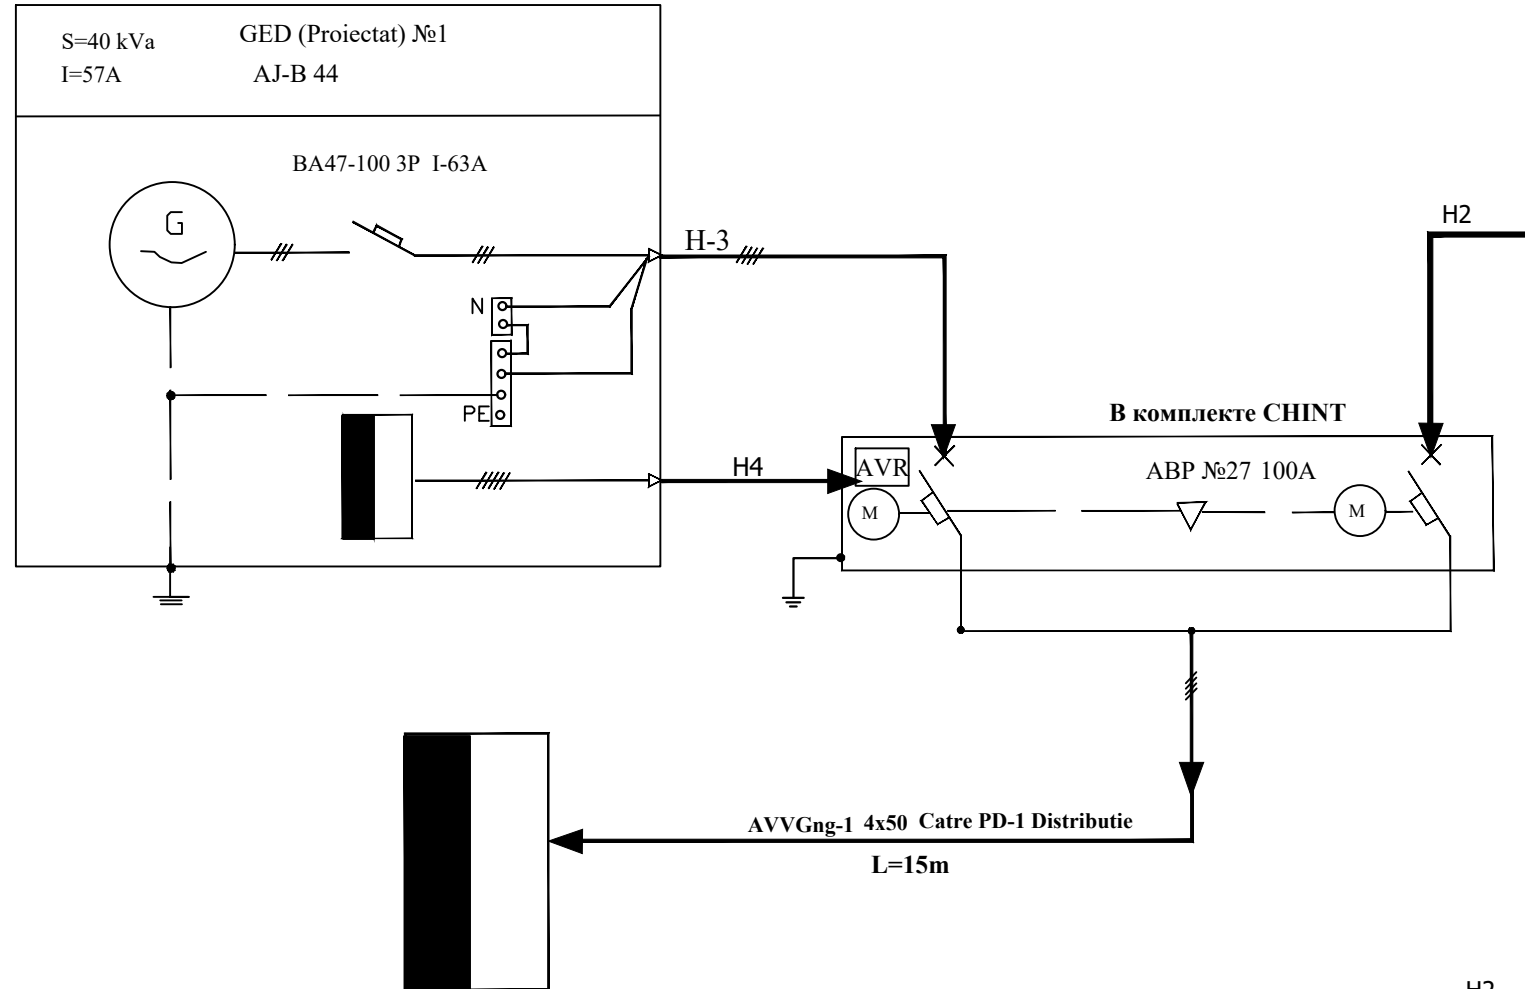 S=40 kVa
GED (Proiectat) №1
I=57A
AJ-B 44
BA47-100 3P I-63A
G
H-3
H2
N
PE
В комплекте CHINT
H4
AVR
АВР №27 100A
M
M
AVVGng-1 4x50 Catre PD-1 Distributie
L=15m